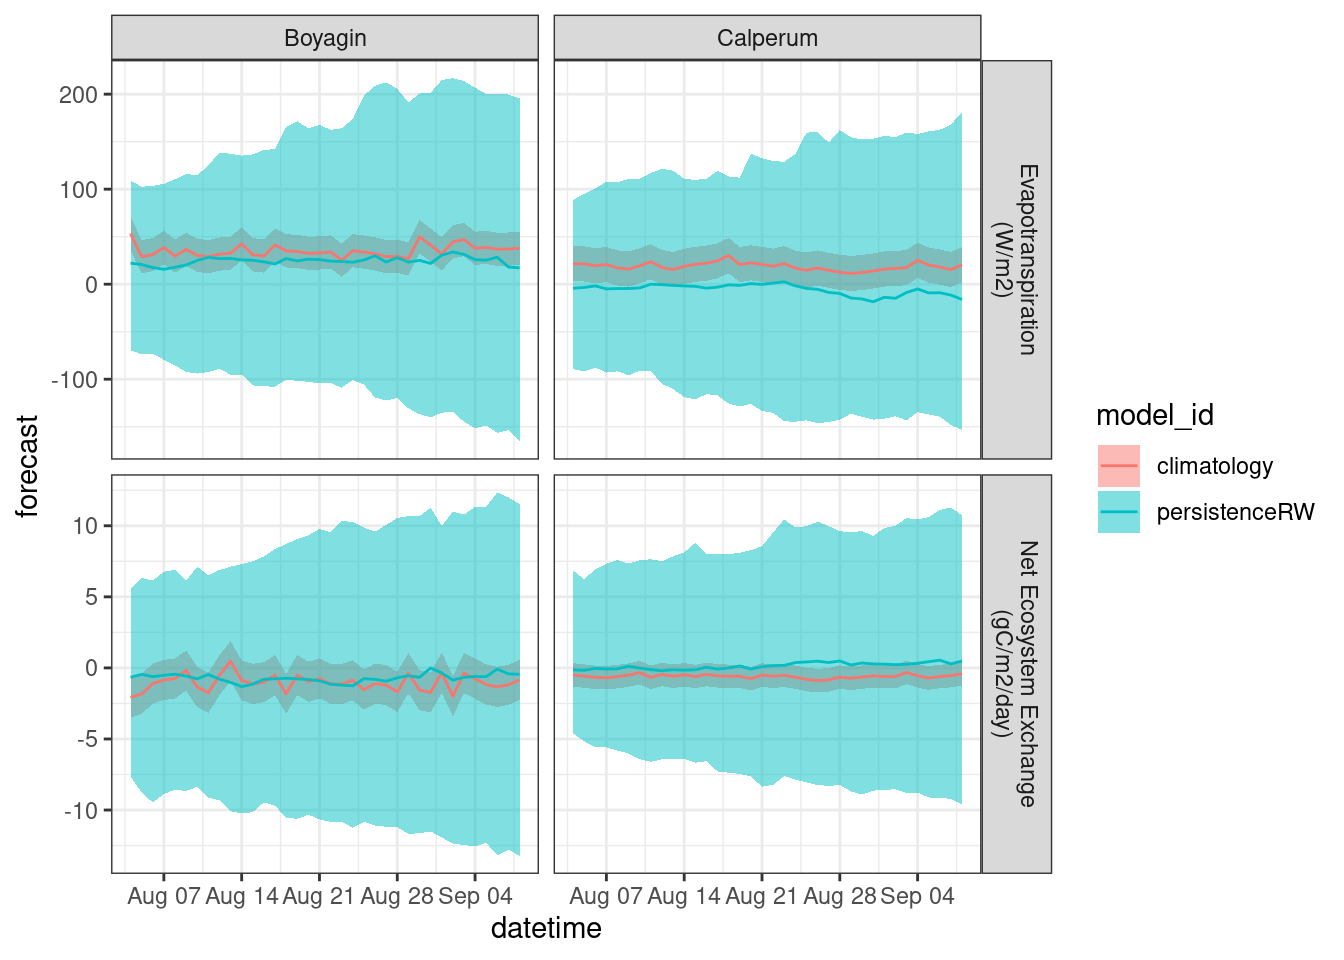 Boyagin
Calperum
200
100
0
-100
Evapotranspiration
(W/m2)
forecast
10
5
0
-5
-10
Net Ecosystem Exchange
(gC/m2/day)
Aug 07 Aug 14 Aug 21 Aug 28 Sep 04
Aug 07 Aug 14 Aug 21 Aug 28 Sep 04
datetime
model_id
climatology
persistenceRW